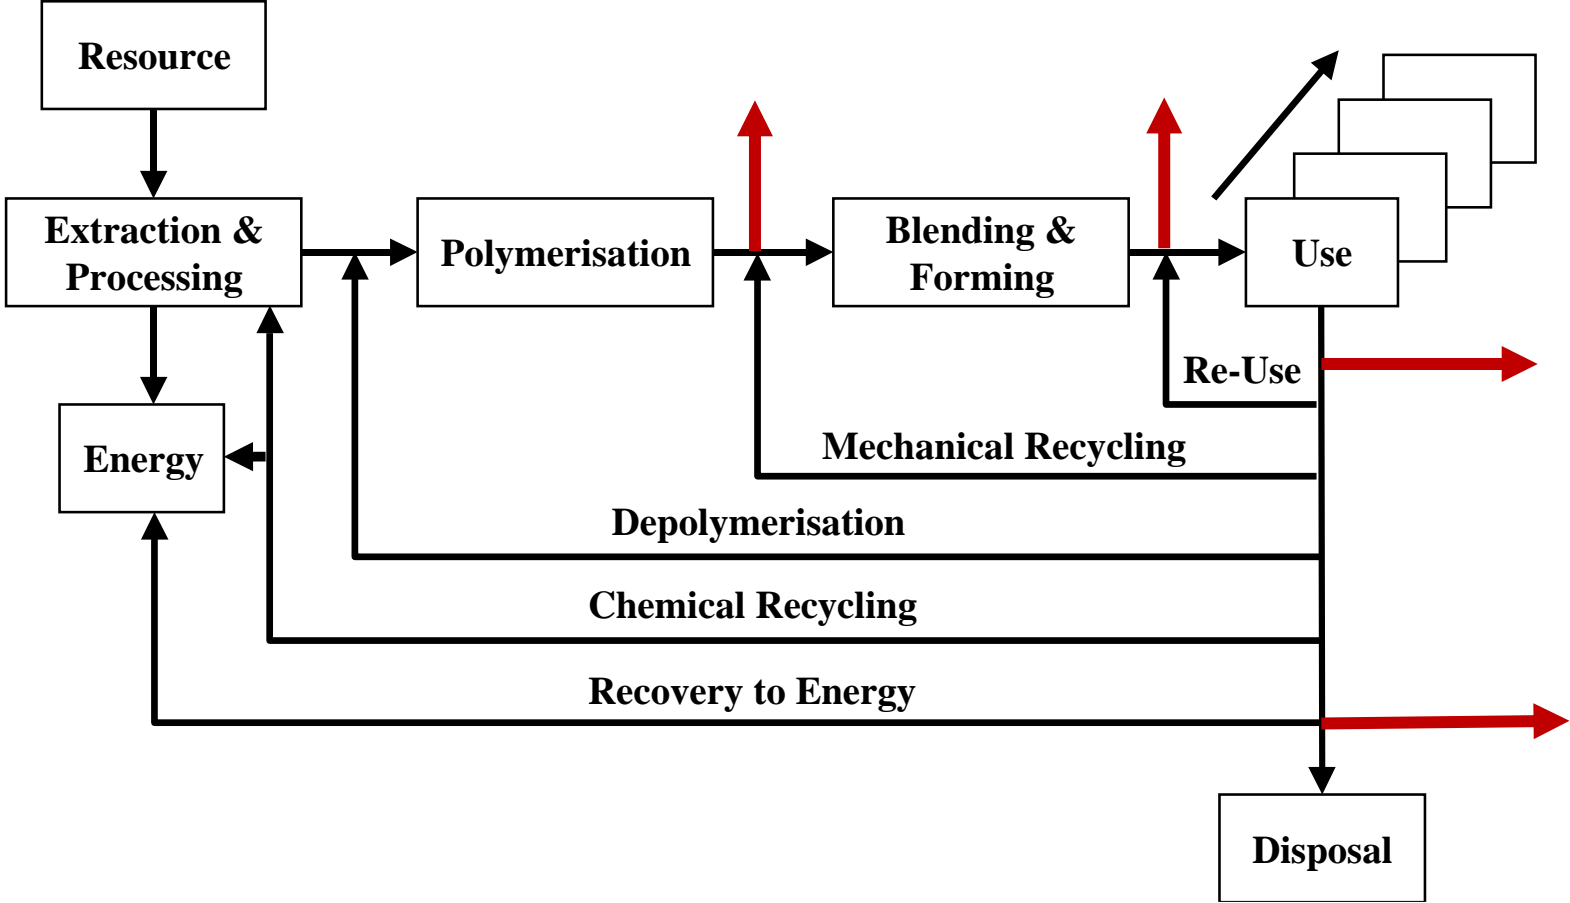 Resource
Extraction &
Processing
Polymerisation
Blending &
Forming
Use
Re-Use
Energy
Mechanical Recycling
Depolymerisation
Chemical Recycling
Recovery to Energy
Disposal